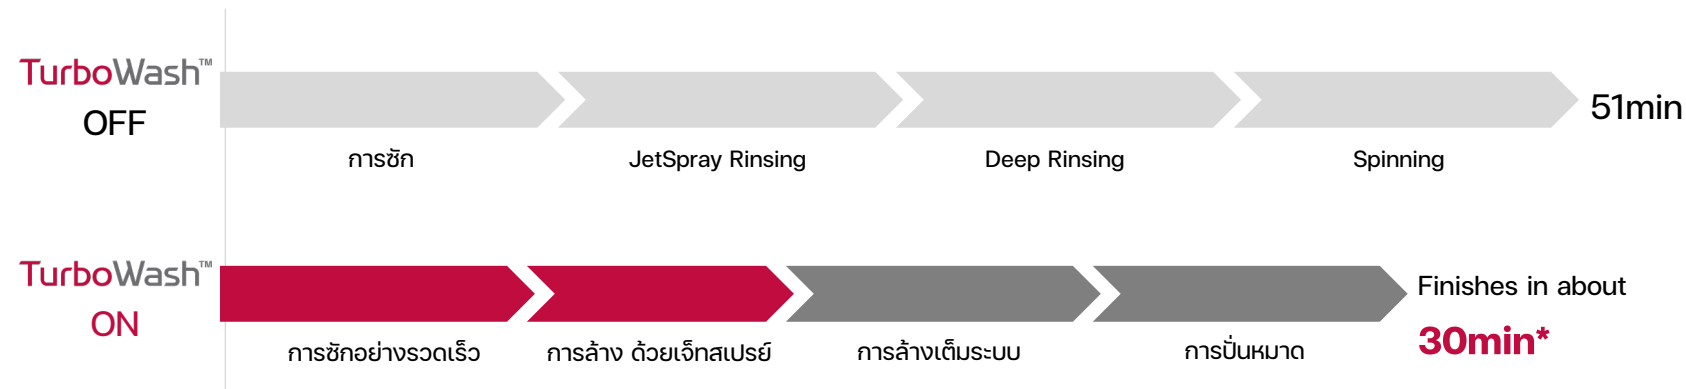 TurboWash™
OFF
51min
การซัก
JetSpray Rinsing
Deep Rinsing
Spinning
TurboWash™
ON
Finishes in about
30min*
การซักอย่างรวดเร็ว
การล้าง ด้วยเจ็ทสเปรย์
การล้างเต็มระบบ
การปั่นหมาด